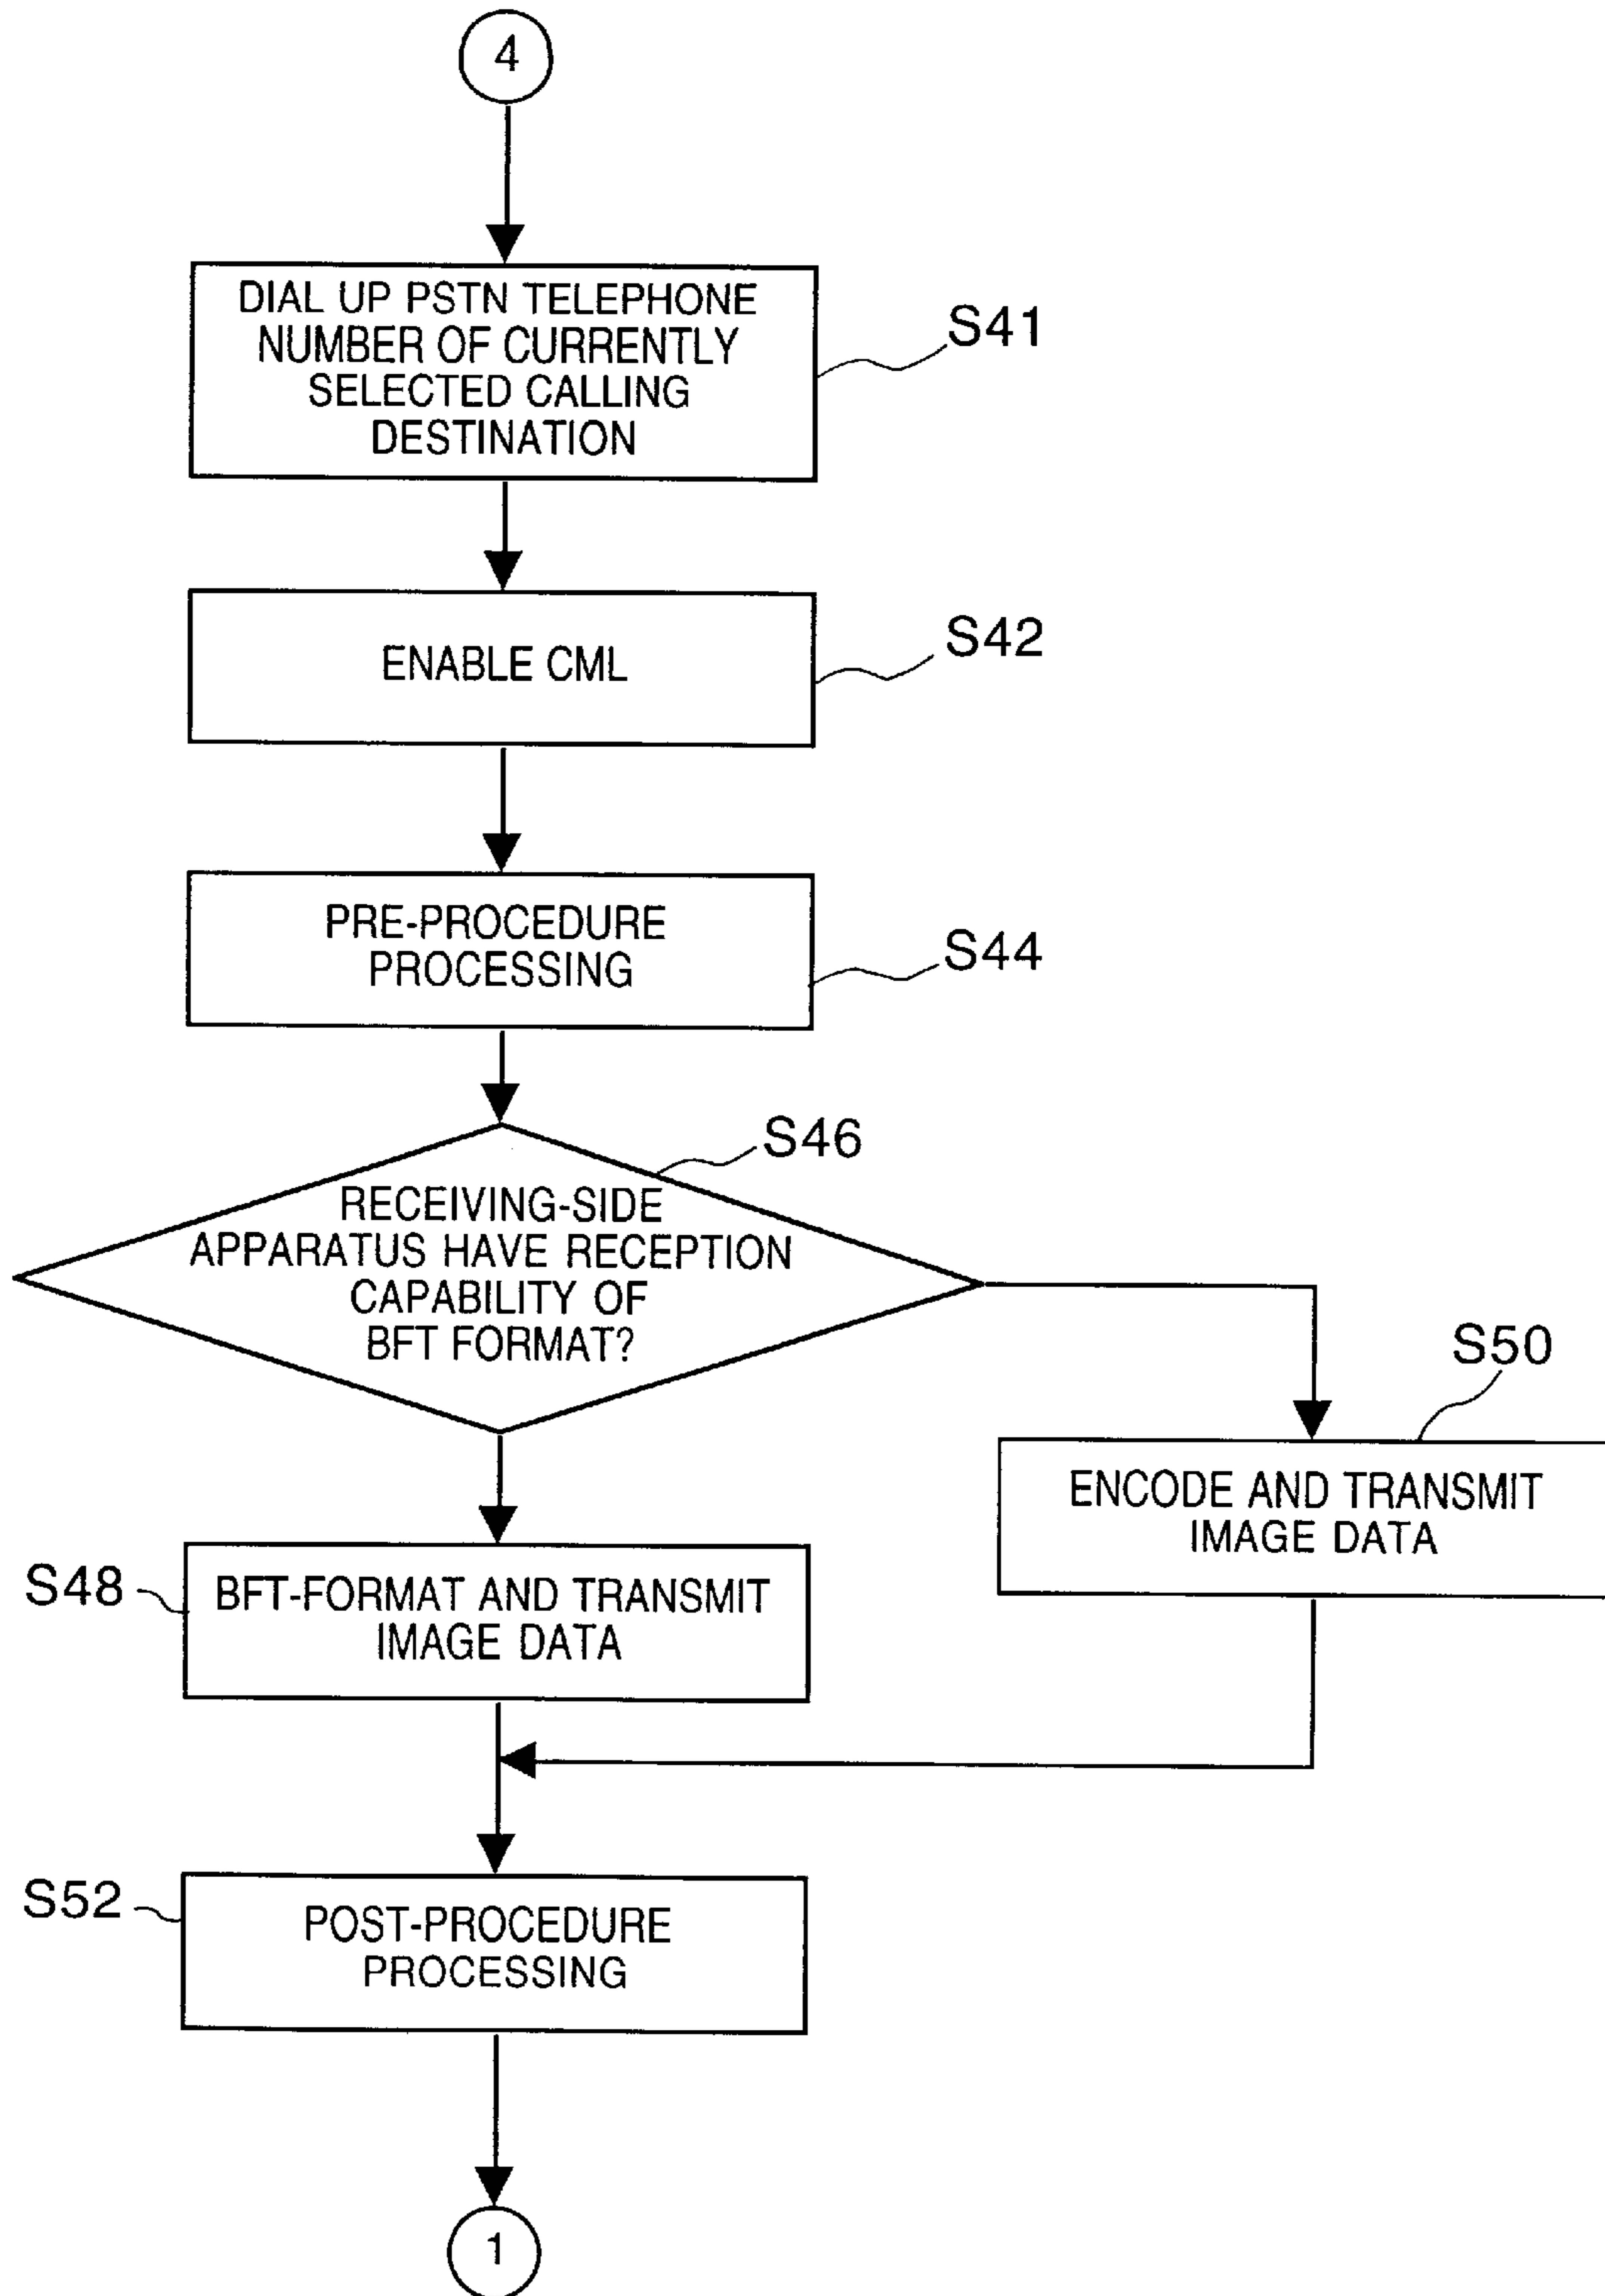 4
DIAL UP PSTN TELEPHONE
NUMBER OF CURRENTLY
SELECTED CALLING
DESTINATION
S41
ENABLE CML
S42
PRE-PROCEDURE
PROCESSING
S44
S46
RECEIVING-SIDE
APPARATUS HAVE RECEPTION
CAPABILITY OF
BFT FORMAT?
S50
ENCODE AND TRANSMIT
IMAGE DATA
S48
BFT-FORMAT AND TRANSMIT
IMAGE DATA
S52
POST-PROCEDURE
PROCESSING
1